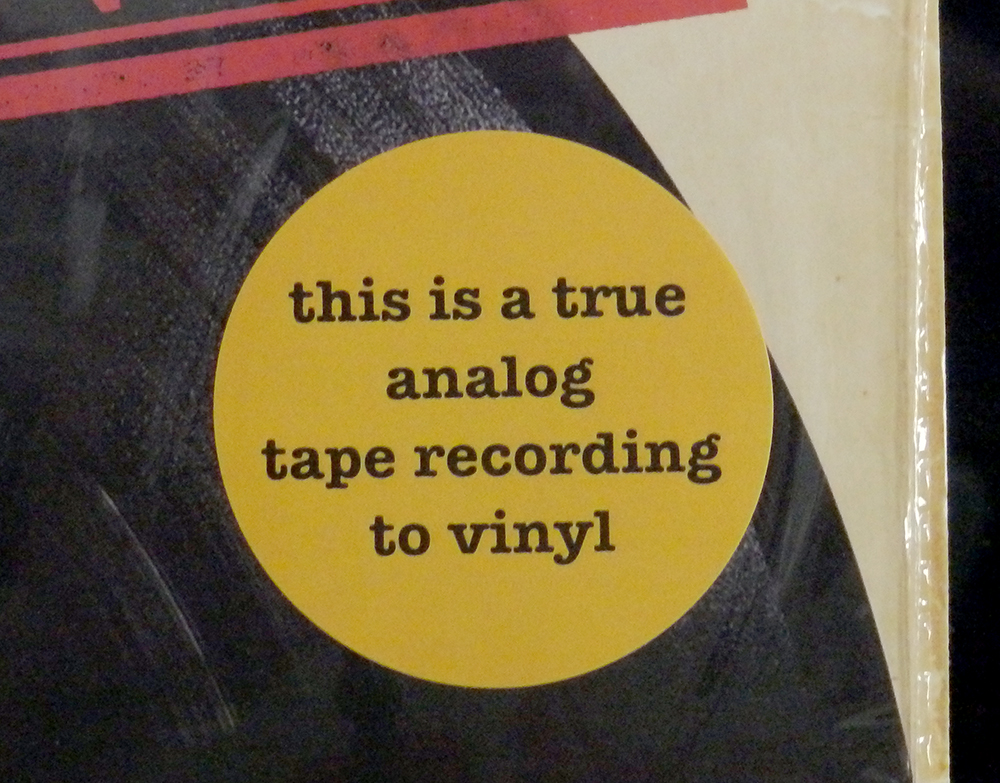 this is a true
analog
tape recording
to vinyl